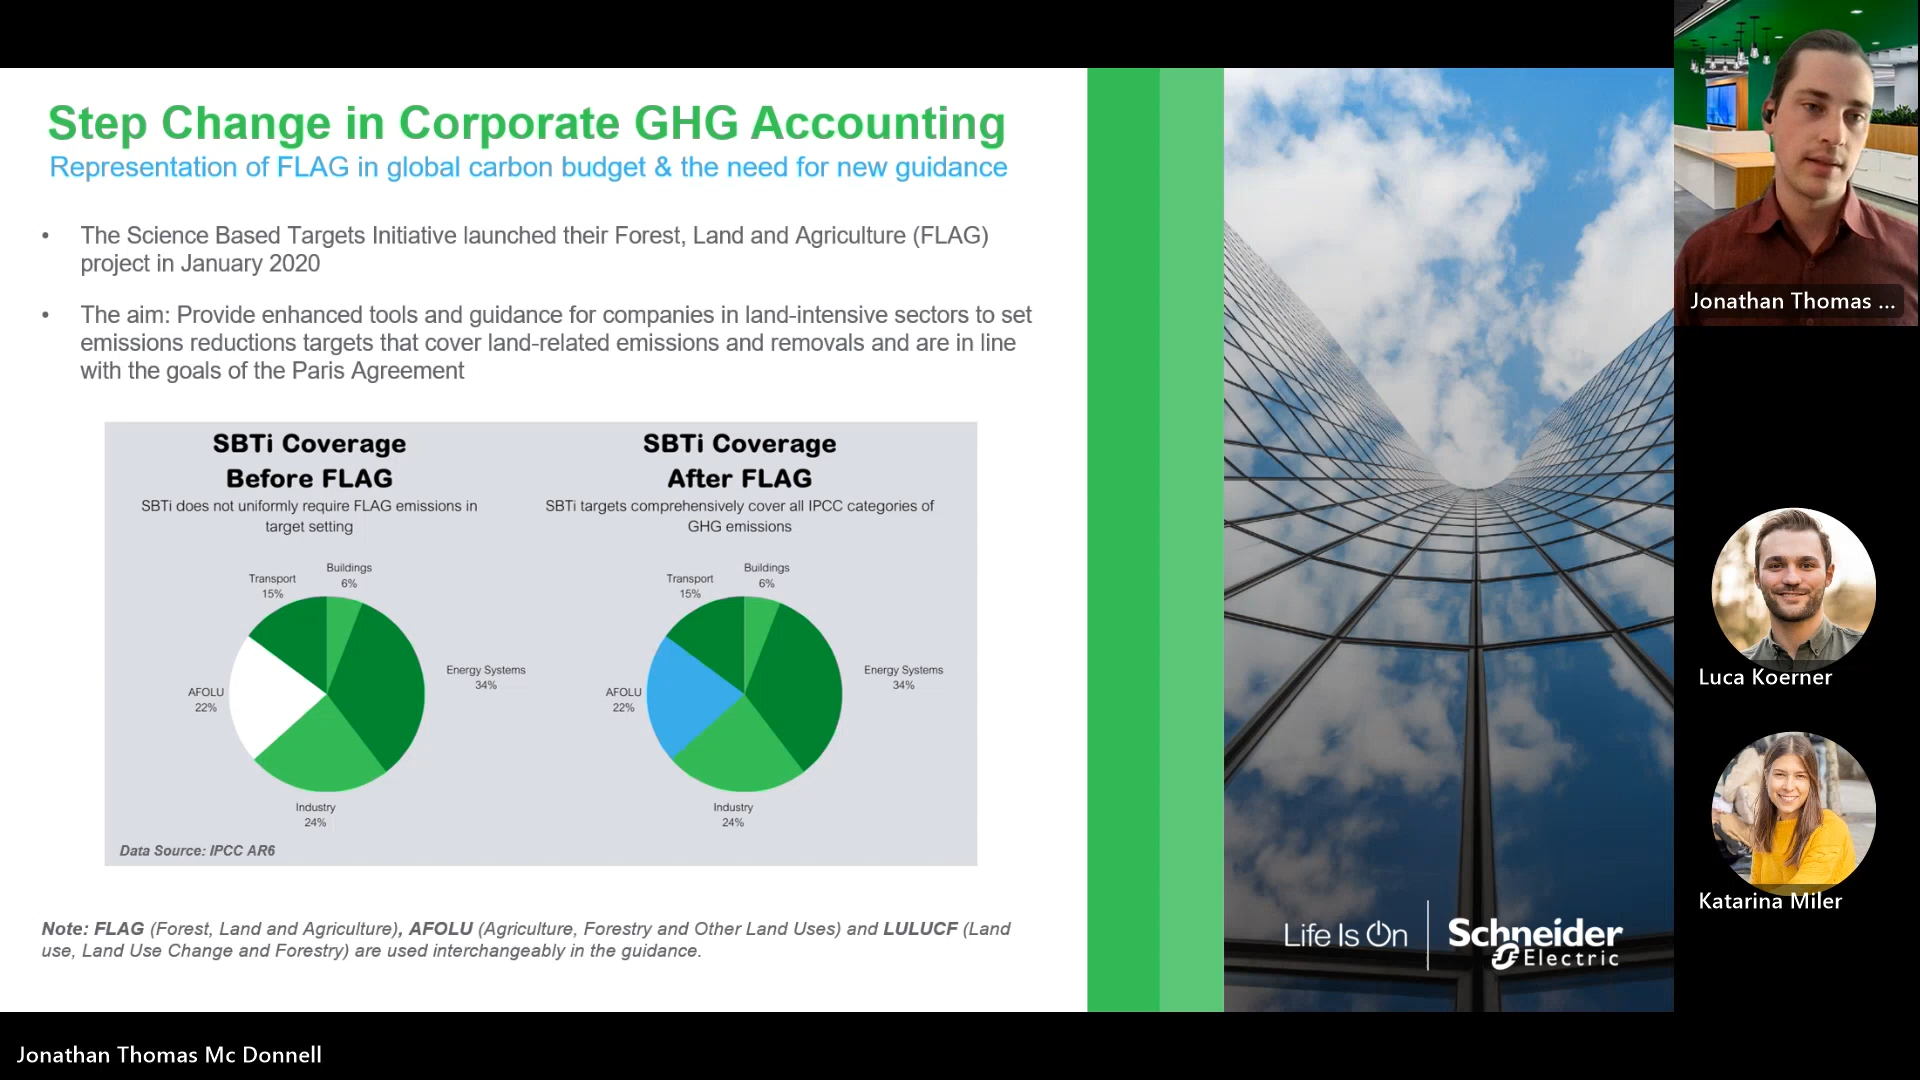 Step Change in Corporate GHG Accounting
Representation of FLAG in global carbon budget & the need for new guidance
• The Science Based Targets Initiative launched their Forest, Land and Agriculture (FLAG)
project in January 2020
• The aim: Provide enhanced tools and guidance for companies in land-intensive sectors to set
emissions reductions targets that cover land-related emissions and removals and are in line
with the goals of the Paris Agreement
SBTi Coverage
Before FLAG
SBTi does not uniformly require FLAG emissions in
target setting
Buildings
6%
Transport
15%
Energy Systems
34%
AFOLU
22%
Industry
24%
SBTi Coverage
After FLAG
SBTi targets comprehensively cover all IPCC categories of
GHG emissions
Buildings
6%
Transport
15%
Energy Systems
34%
AFOLU
22%
Industry
24%
Data Source: IPCC AR6
Note: FLAG (Forest, Land and Agriculture), AFOLU (Agriculture, Forestry and Other Land Uses) and LULUCF (Land
use, Land Use Change and Forestry) are used interchangeably in the guidance.
Life Is On
Schneider
Electric
Jonathan Thomas ...
Luca Koerner
Katarina Miler
Jonathan Thomas Mc Donnell